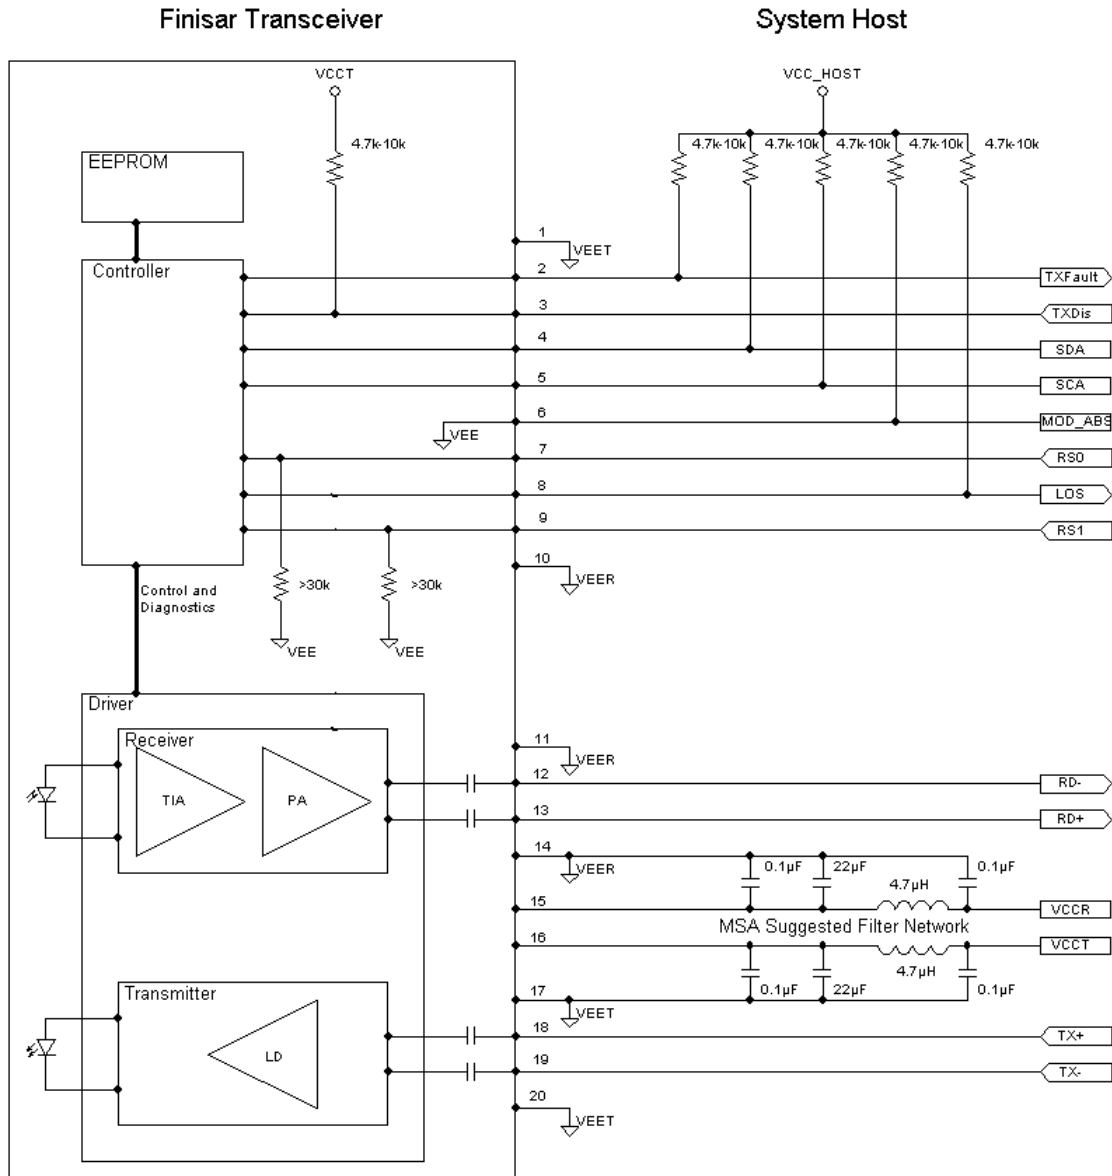 Finisar Transceiver
System Host
VCCT
VCC_HOST
4.7k-10k
4.7k-10k 4.7k-10k 4.7k-10k 4.7k-10k 4.7k-10k
EEPROM
Controller
1
VEET
2
TXFault
3
TXDis
4
SDA
5
SCA
6
VEE
MOD_ABS
7
RS0
8
LOS
9
RS1
10
VEER
>30k
>30k
Control and
Diagnostics
VEE
VEE
Driver
Receiver
TIA
PA
11
VEER
12
RD-
13
RD+
14
VEER
0.1µF
22µF
4.7µH
0.1µF
15
VCCR
MSA Suggested Filter Network
16
VCCT
4.7µH
0.1µF
22µF
0.1µF
17
VEET
Transmitter
LD
18
TX+
19
TX-
20
VEET